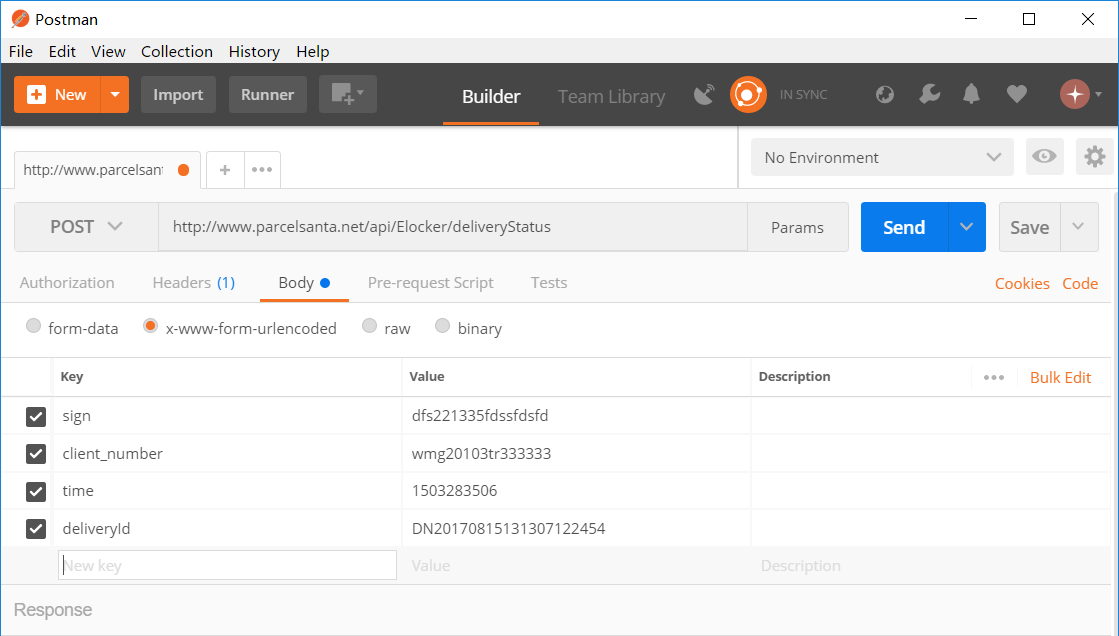 Postman
File Edit View Collection History Help
New Import Runner Builder Team Library IN SYNC
http://www.parcelsant + ••• No Environment
POST http://www.parcelsanta.net/api/Elocker/deliveryStatus Params Send Save
Authorization Headers (1) Body Pre-request Script Tests Cookies Code
form-data x-www-form-urlencoded raw binary
Key Value Description ••• Bulk Edit
sign dfs221335fdssfdsfd
client_number wmg20103tr333333
time 1503283506
deliveryId DN20170815131307122454
New key Value Description
Response